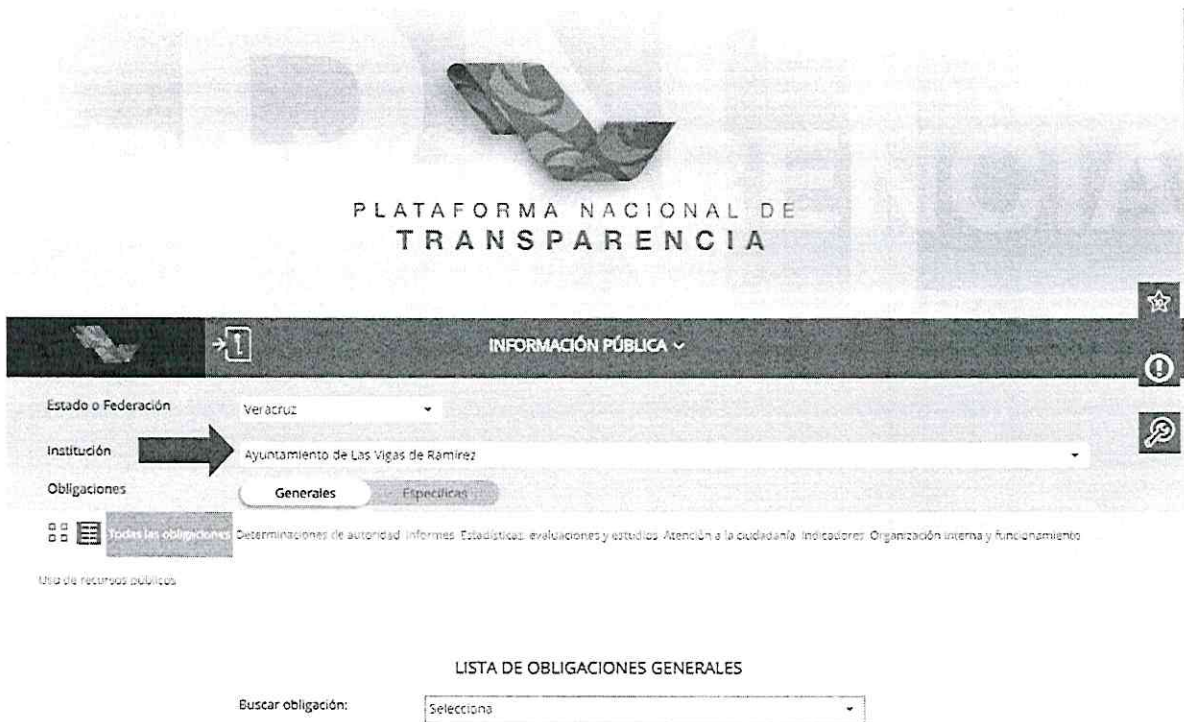 PLATAFORMA NACIONAL DE
TRANSPARENCIA
INFORMACIÓN PÚBLICA
Estado o Federación
Veracruz
Institución
Ayuntamiento de Las Vigas de Ramírez
Obligaciones
Generales
Específicas
Todas las obligaciones Determinaciones de autoridad Informes Estadísticas, evaluaciones y estudios Atención a la ciudadanía Indicadores Organización interna y funcionamiento
Uso de recursos públicos
LISTA DE OBLIGACIONES GENERALES
Buscar obligación:
Selecciona